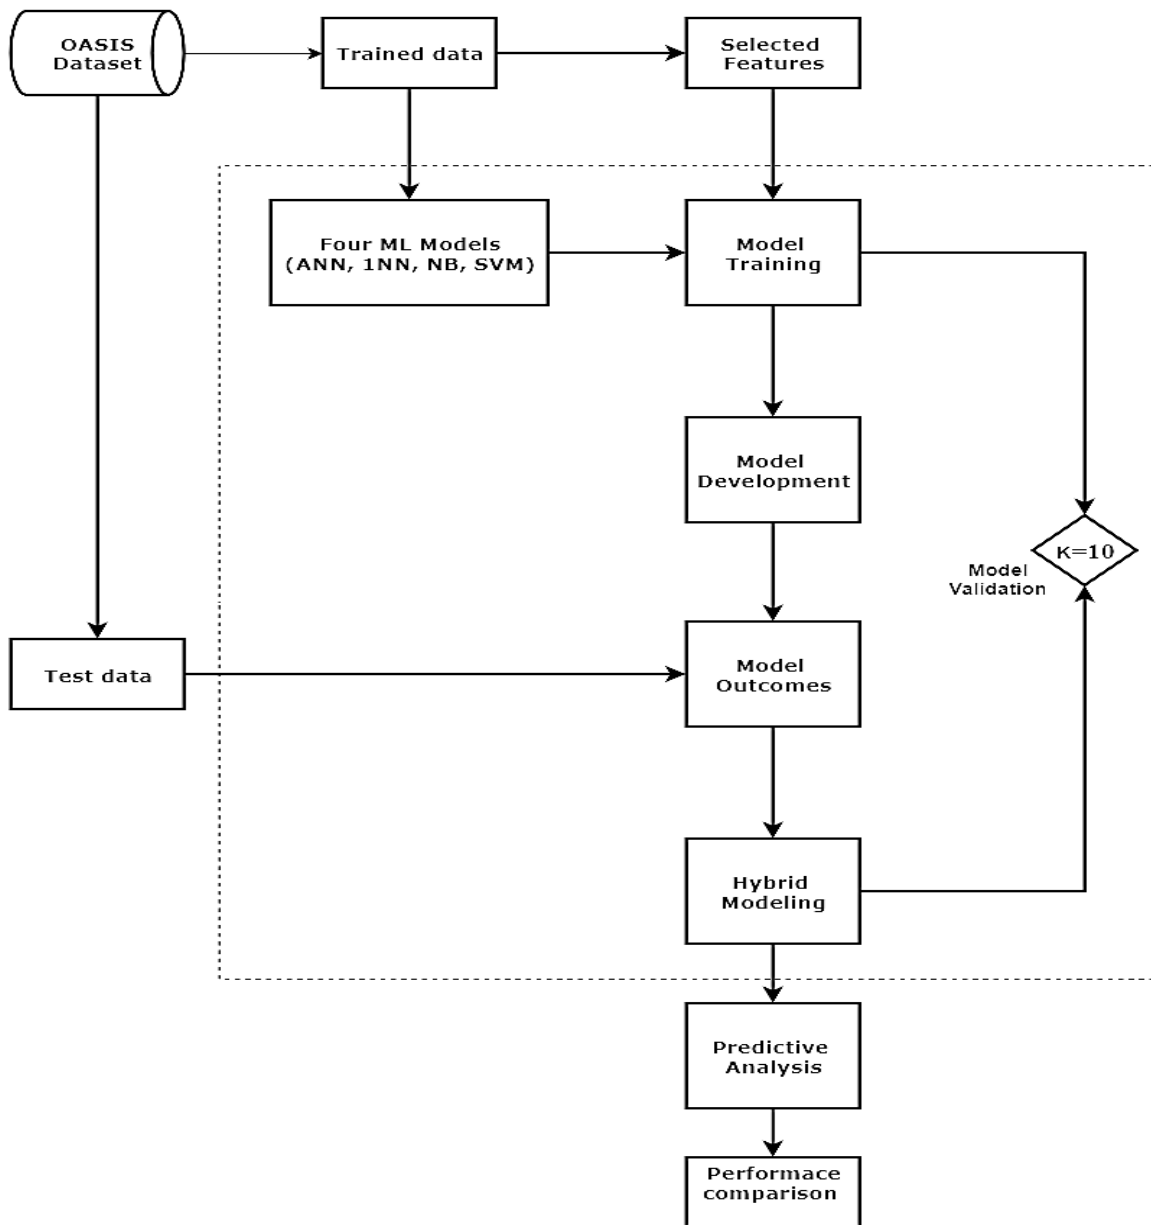 OASIS
Dataset
Trained data
Selected
Features
Four ML Models
(ANN, 1NN, NB, SVM)
Model
Training
Model
Development
K=10
Model
Validation
Test data
Model
Outcomes
Hybrid
Modeling
Predictive
Analysis
Performace
comparison